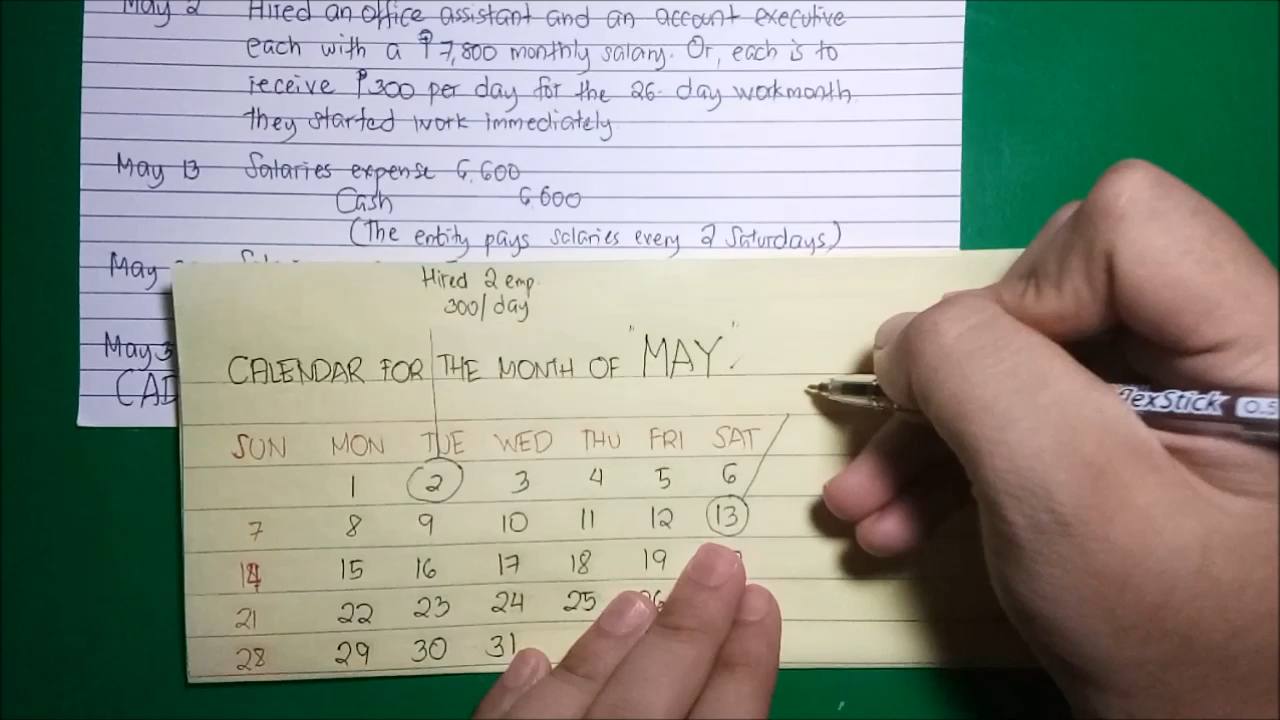 May 2 Hired an office assistant and an account executive
each with a ₱7,800 monthly salary. Or, each is to
receive ₱300 per day for the 26-day workmonth
they started work immediately.
May 13 Salaries expense 6,600
Cash 6,600
(The entity pays salaries every 2 Saturdays)
May
May 3
CAD
Hired 2 emp.
300/day
CALENDAR FOR THE MONTH OF "MAY".
SUN MON TUE WED THU FRI SAT
1 2 3 4 5 6
7 8 9 10 11 12 13
14 15 16 17 18 19
21 22 23 24 25 26
28 29 30 31
FlexStick 0.5